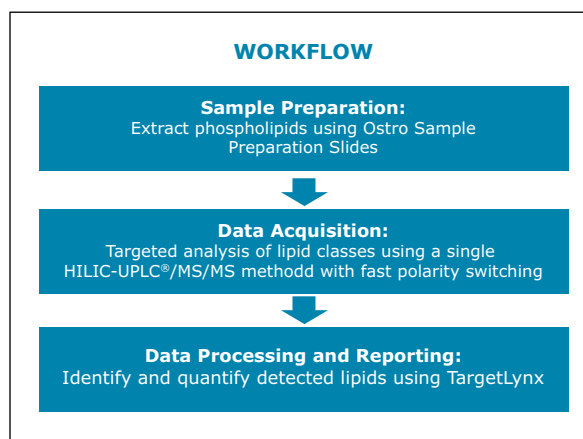 WORKFLOW
Sample Preparation:
Extract phospholipids using Ostro Sample
Preparation Slides
Data Acquisition:
Targeted analysis of lipid classes using a single
HILIC-UPLC®/MS/MS methodd with fast polarity switching
Data Processing and Reporting:
Identify and quantify detected lipids using TargetLynx